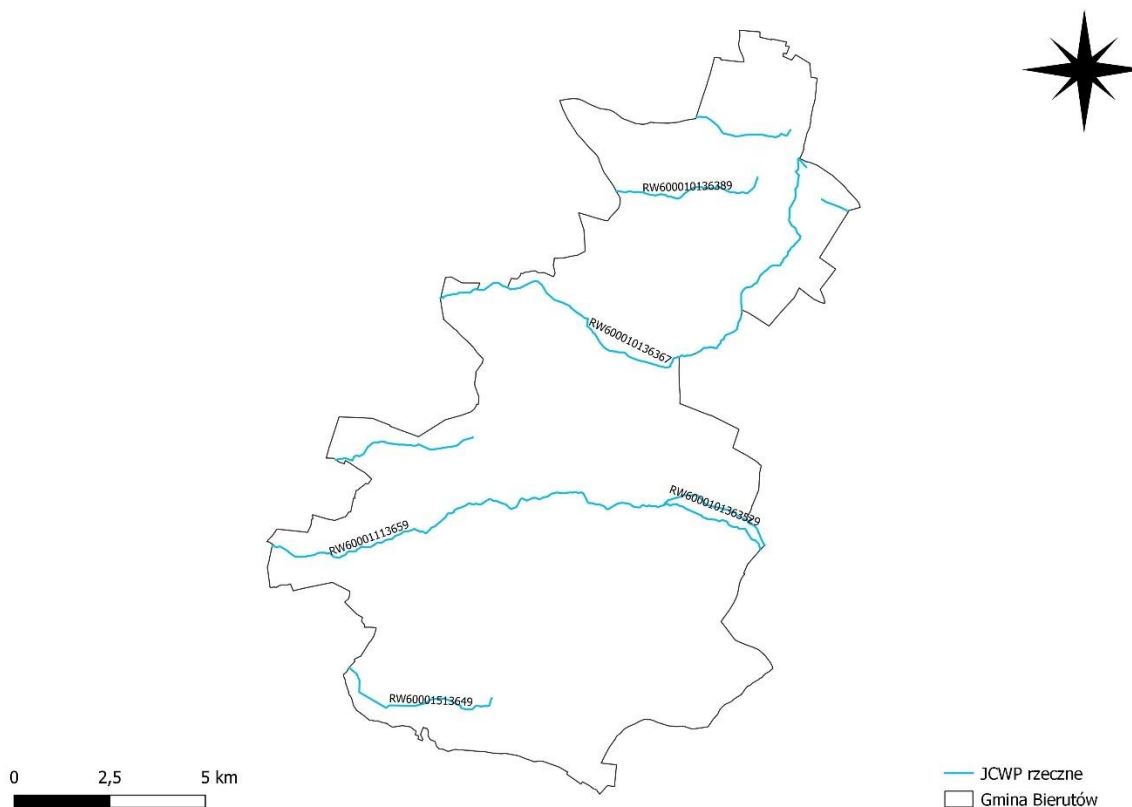 RW600010136389
RW600010136367
RW6000101363529
RW60001113659
RW60001513649
0 2,5 5 km
JCWP rzeczne
Gmina Bierutów